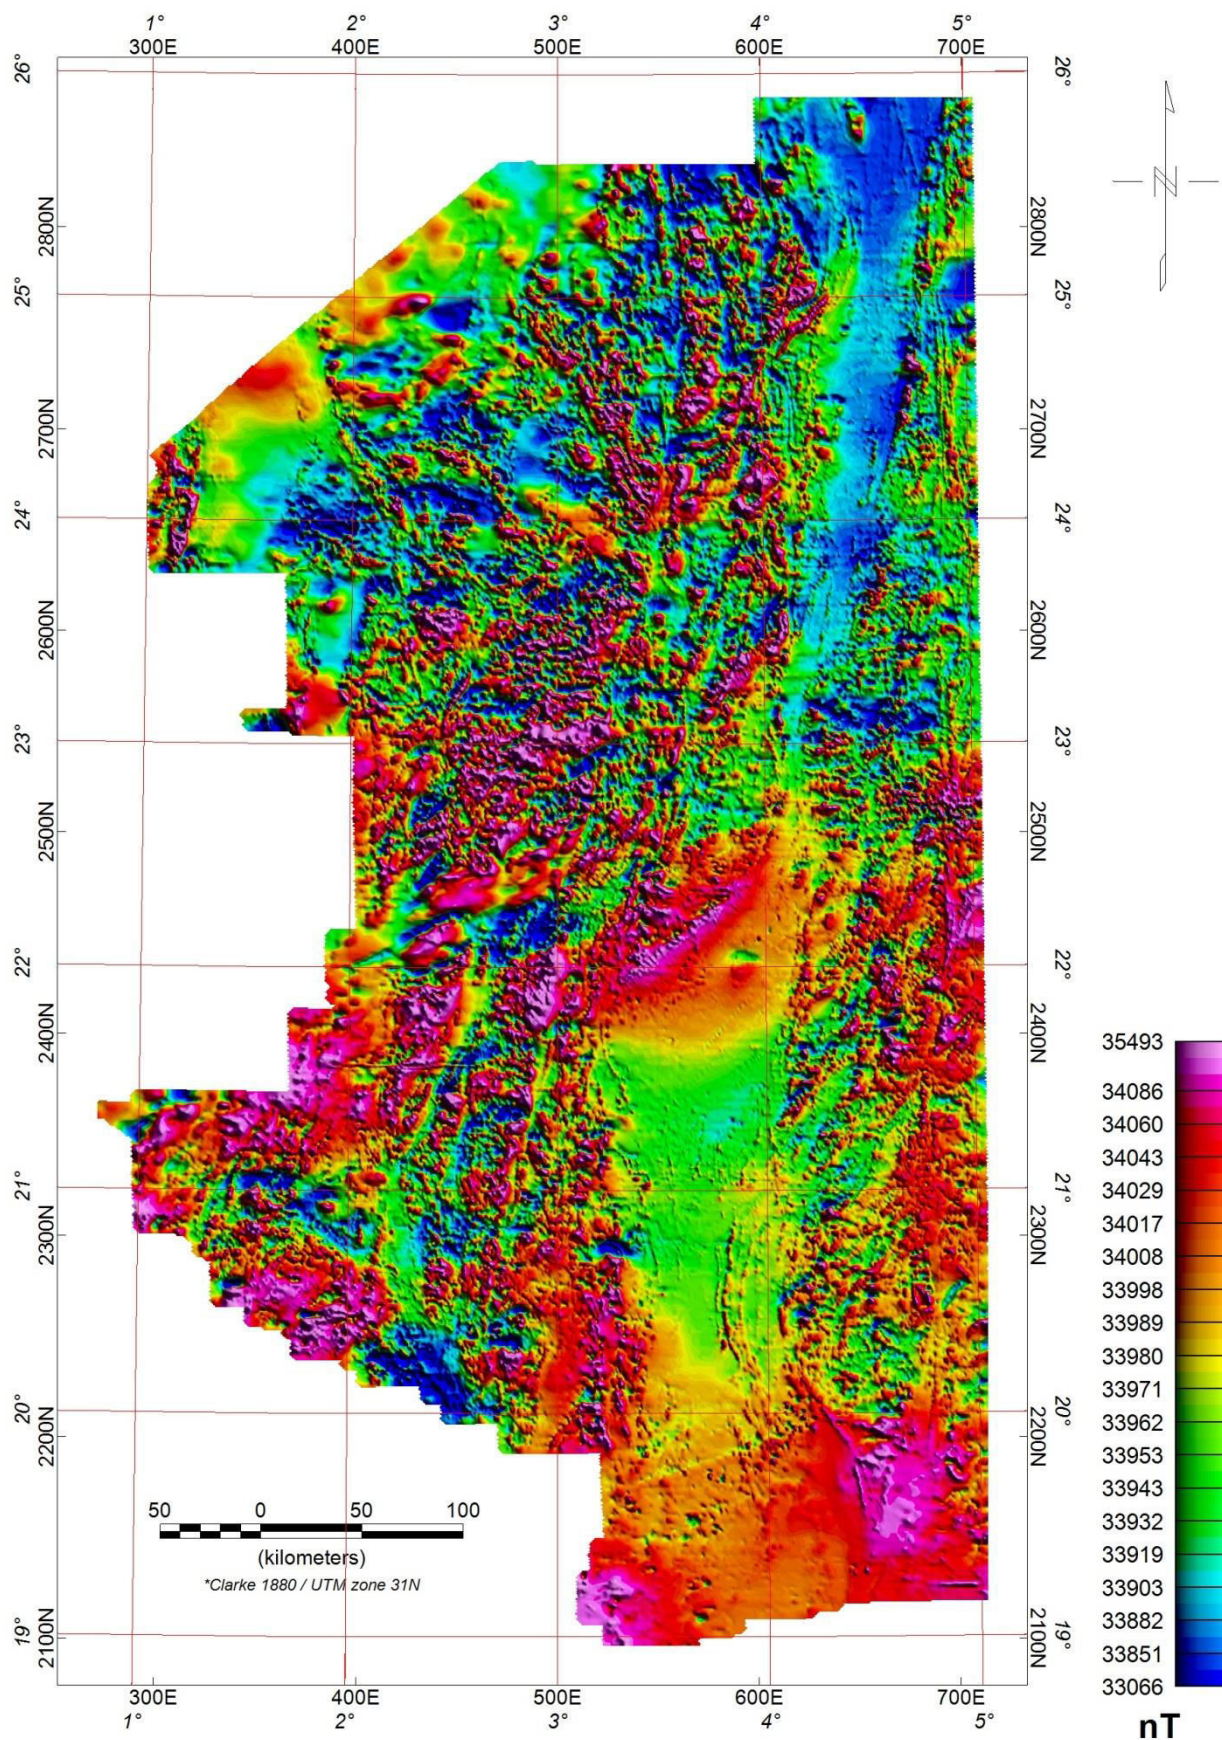 1° 2° 3° 4° 5°
300E 400E 500E 600E 700E
26° 26°
2800N 2800N
25° 25°
2700N 2700N
24° 24°
2600N 2600N
23° 23°
2500N 2500N
22° 22°
2400N 2400N
21° 21°
2300N 2300N
20° 20°
2200N 2200N
19° 19°
2100N 2100N
300E 400E 500E 600E 700E
1° 2° 3° 4° 5°
50 0 50 100
(kilometers)
*Clarke 1880 / UTM zone 31N
N
35493
34086
34060
34043
34029
34017
34008
33998
33989
33980
33971
33962
33953
33943
33932
33919
33903
33882
33851
33066
nT